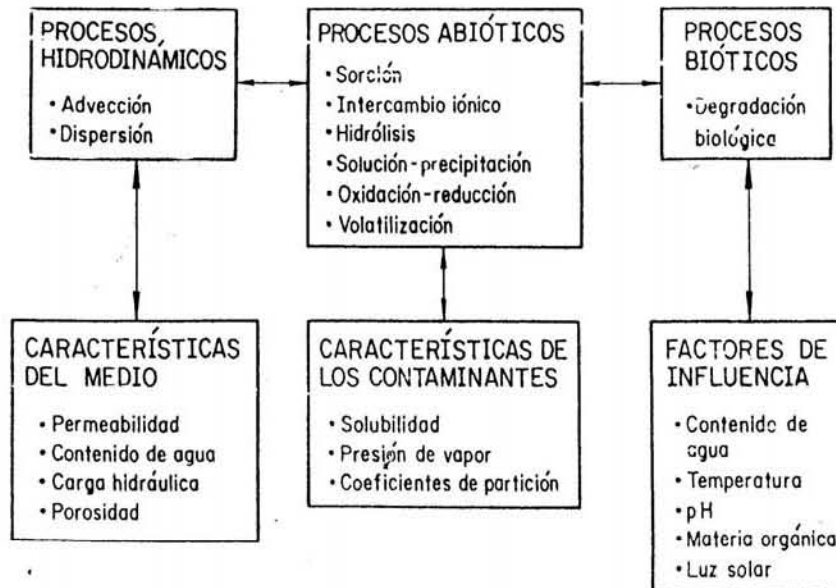 PROCESOS
HIDRODINÁMICOS
• Advección
• Dispersión
PROCESOS ABIÓTICOS
• Sorción
• Intercambio iónico
• Hidrólisis
• Solución-precipitación
• Oxidación-reducción
• Volatilización
PROCESOS
BIÓTICOS
• Degradación
biológica
CARACTERÍSTICAS
DEL MEDIO
• Permeabilidad
• Contenido de agua
• Carga hidráulica
• Porosidad
CARACTERÍSTICAS DE
LOS CONTAMINANTES
• Solubilidad
• Presión de vapor
• Coeficientes de partición
FACTORES DE
INFLUENCIA
• Contenido de
agua
• Temperatura
• pH
• Materia orgánica
• Luz solar